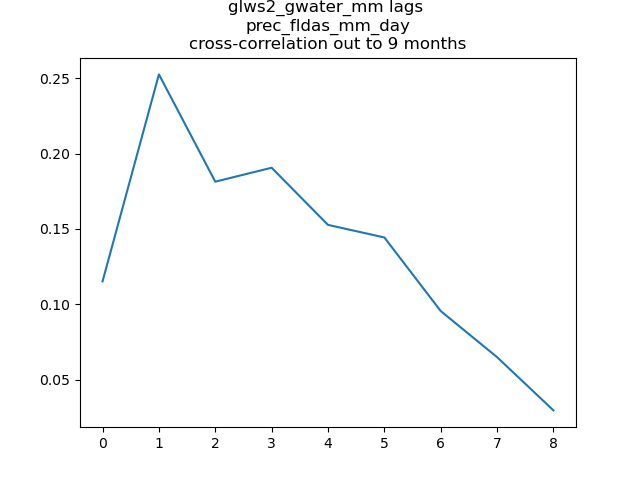 glws2_gwater_mm lags
prec_fldas_mm_day
cross-correlation out to 9 months
0.25
0.20
0.15
0.10
0.05
0 1 2 3 4 5 6 7 8